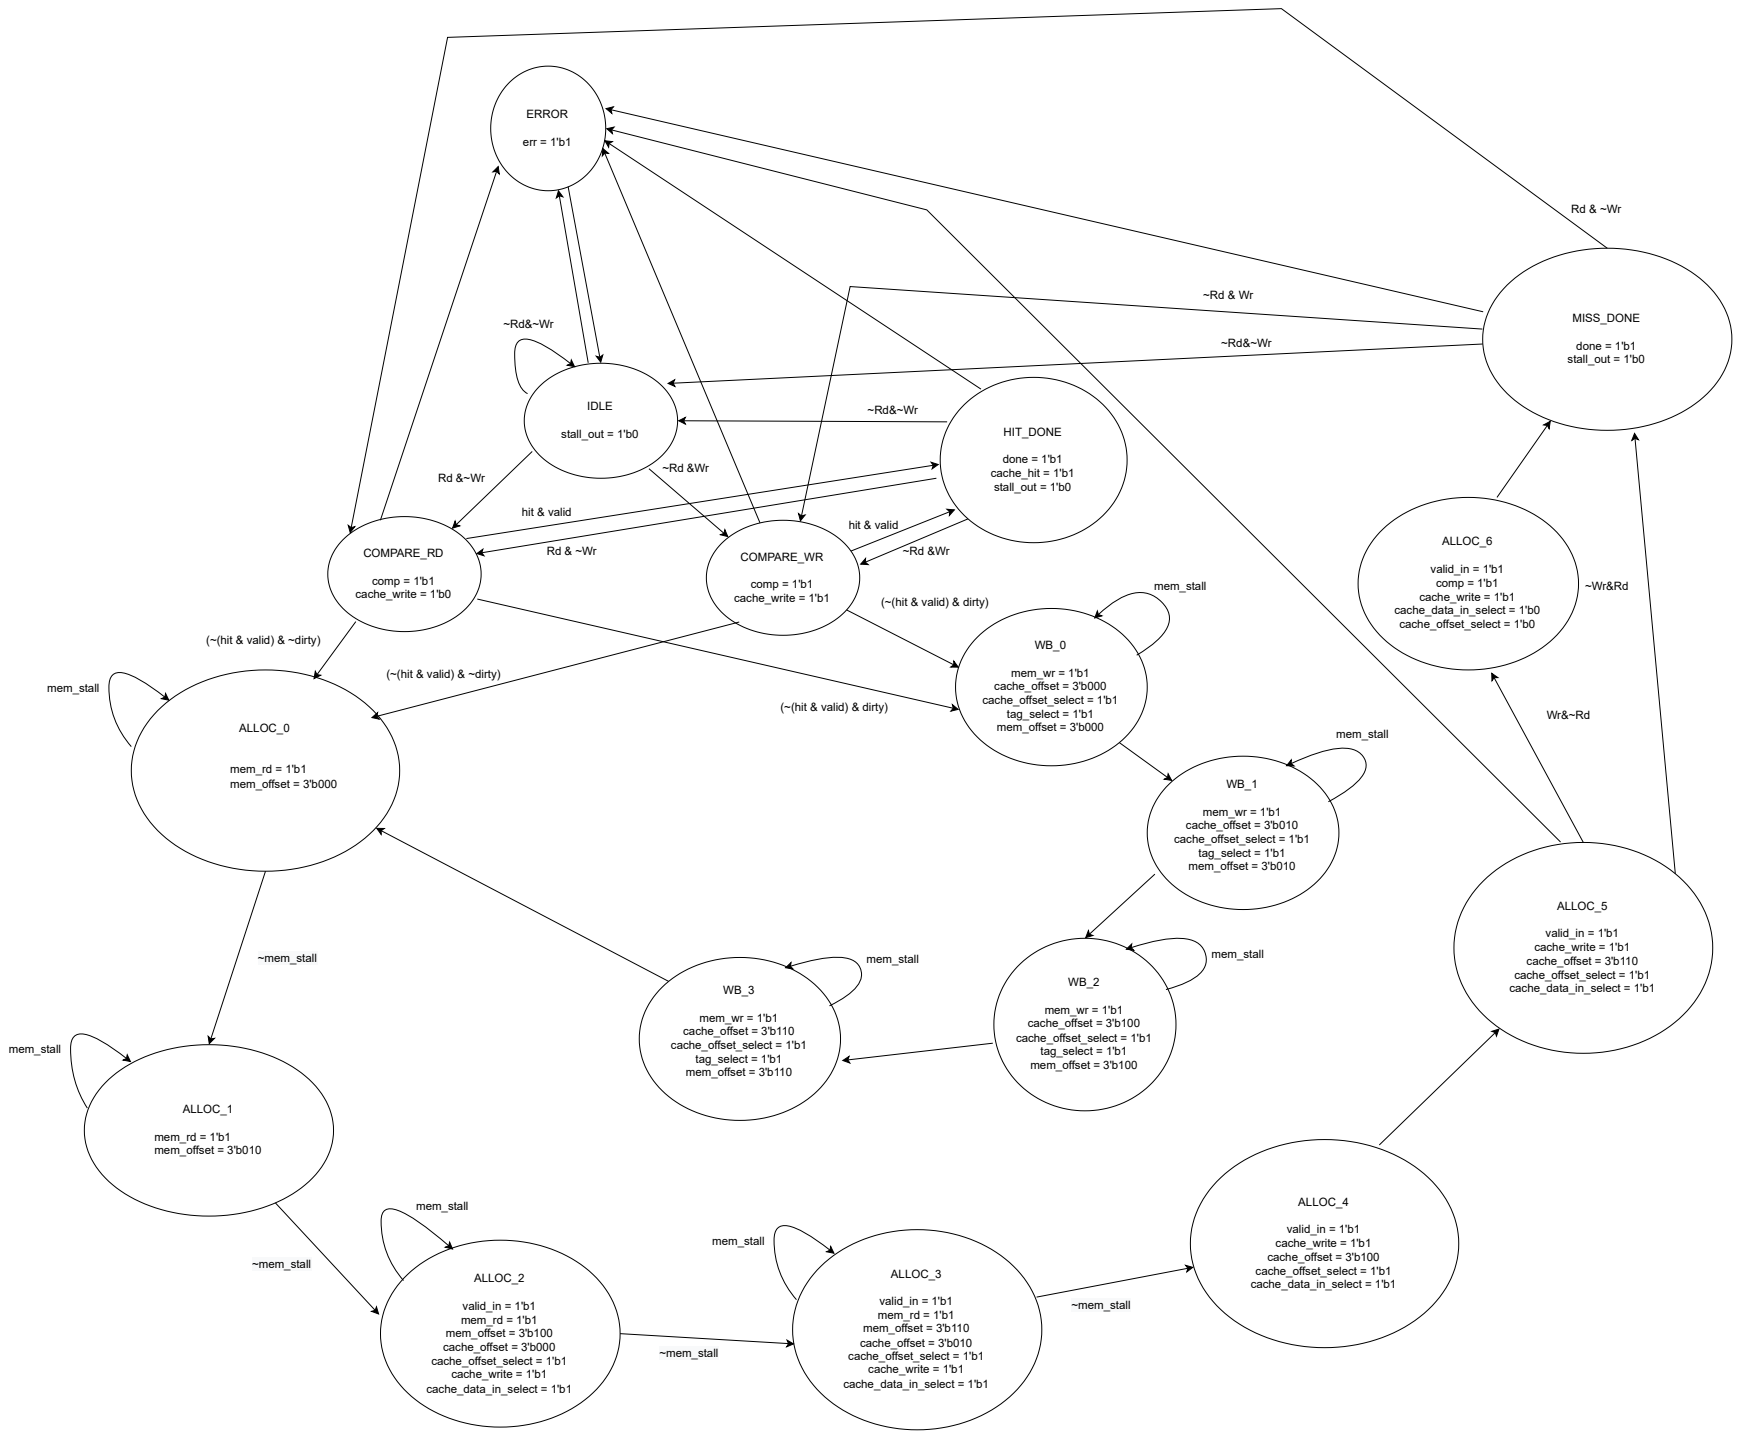 ERROR
err = 1'b1
Rd & ~Wr
~Rd & Wr
~Rd&~Wr
MISS_DONE
done = 1'b1
stall_out = 1'b0
~Rd&~Wr
IDLE
stall_out = 1'b0
~Rd&~Wr
HIT_DONE
done = 1'b1
cache_hit = 1'b1
stall_out = 1'b0
Rd &~Wr
~Rd &Wr
hit & valid
Rd & ~Wr
hit & valid
~Rd &Wr
COMPARE_RD
comp = 1'b1
cache_write = 1'b0
COMPARE_WR
comp = 1'b1
cache_write = 1'b1
ALLOC_6
valid_in = 1'b1
comp = 1'b1
cache_write = 1'b1
cache_data_in_select = 1'b0
cache_offset_select = 1'b0
~Wr&Rd
Wr&~Rd
(~(hit & valid) & dirty)
mem_stall
(~(hit & valid) & ~dirty)
(~(hit & valid) & ~dirty)
(~(hit & valid) & dirty)
WB_0
mem_wr = 1'b1
cache_offset = 3'b000
cache_offset_select = 1'b1
tag_select = 1'b1
mem_offset = 3'b000
mem_stall
ALLOC_0
mem_rd = 1'b1
mem_offset = 3'b000
mem_stall
WB_1
mem_wr = 1'b1
cache_offset = 3'b010
cache_offset_select = 1'b1
tag_select = 1'b1
mem_offset = 3'b010
ALLOC_5
valid_in = 1'b1
cache_write = 1'b1
cache_offset = 3'b110
cache_offset_select = 1'b1
cache_data_in_select = 1'b1
~mem_stall
mem_stall
WB_3
mem_wr = 1'b1
cache_offset = 3'b110
cache_offset_select = 1'b1
tag_select = 1'b1
mem_offset = 3'b110
mem_stall
WB_2
mem_wr = 1'b1
cache_offset = 3'b100
cache_offset_select = 1'b1
tag_select = 1'b1
mem_offset = 3'b100
mem_stall
ALLOC_1
mem_rd = 1'b1
mem_offset = 3'b010
~mem_stall
mem_stall
ALLOC_2
valid_in = 1'b1
mem_rd = 1'b1
mem_offset = 3'b100
cache_offset = 3'b000
cache_offset_select = 1'b1
cache_write = 1'b1
cache_data_in_select = 1'b1
~mem_stall
mem_stall
ALLOC_3
valid_in = 1'b1
mem_rd = 1'b1
mem_offset = 3'b110
cache_offset = 3'b010
cache_offset_select = 1'b1
cache_write = 1'b1
cache_data_in_select = 1'b1
~mem_stall
ALLOC_4
valid_in = 1'b1
cache_write = 1'b1
cache_offset = 3'b100
cache_offset_select = 1'b1
cache_data_in_select = 1'b1